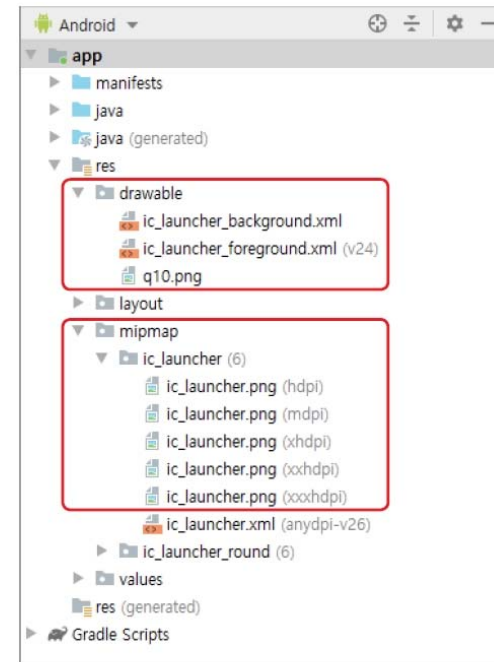 Android
app
manifests
java
java (generated)
res
drawable
ic_launcher_background.xml
ic_launcher_foreground.xml (v24)
q10.png
layout
mipmap
ic_launcher (6)
ic_launcher.png (hdpi)
ic_launcher.png (mdpi)
ic_launcher.png (xhdpi)
ic_launcher.png (xxhdpi)
ic_launcher.png (xxxhdpi)
ic_launcher.xml (anydpi-v26)
ic_launcher_round (6)
values
res (generated)
Gradle Scripts